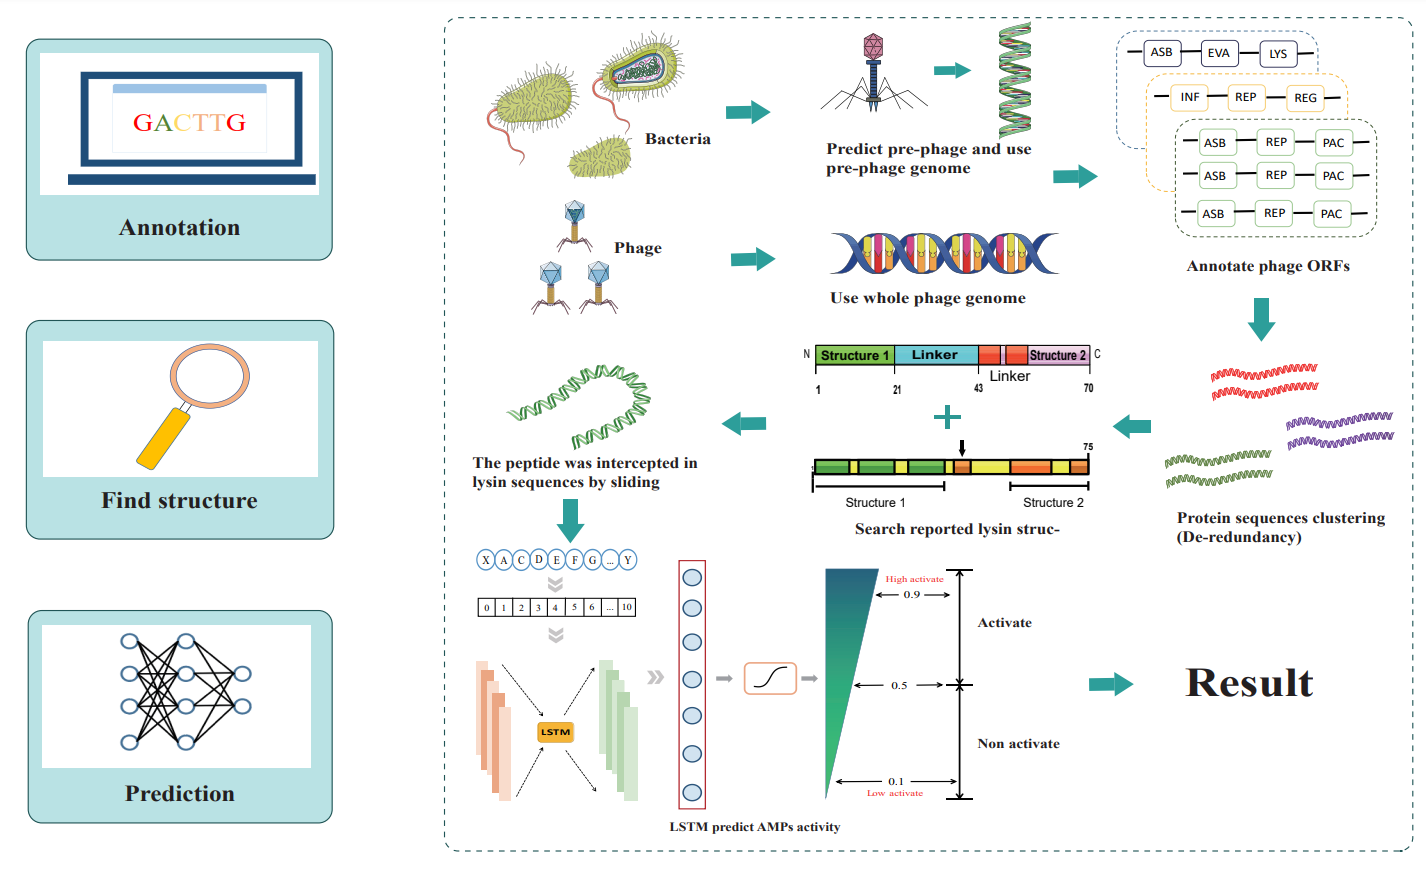 GACTTG
Annotation
Find structure
Prediction
Bacteria
Predict pre-phage and use
pre-phage genome
Phage
Use whole phage genome
ASB EVA LYS
INF REP REG
ASB REP PAC
ASB REP PAC
ASB REP PAC
Annotate phage ORFs
Protein sequences clustering
(De-redundancy)
N Structure 1 Linker Structure 2 C
Linker
1 21 43 70
+
75
Structure 1 Structure 2
Search reported lysin struc-
The peptide was intercepted in
lysin sequences by sliding
X A C D E F G ... Y
0 1 2 3 4 5 6 ... 10
LSTM
High activate
0.9
Activate
0.5
Non activate
0.1
Low activate
LSTM predict AMPs activity
Result